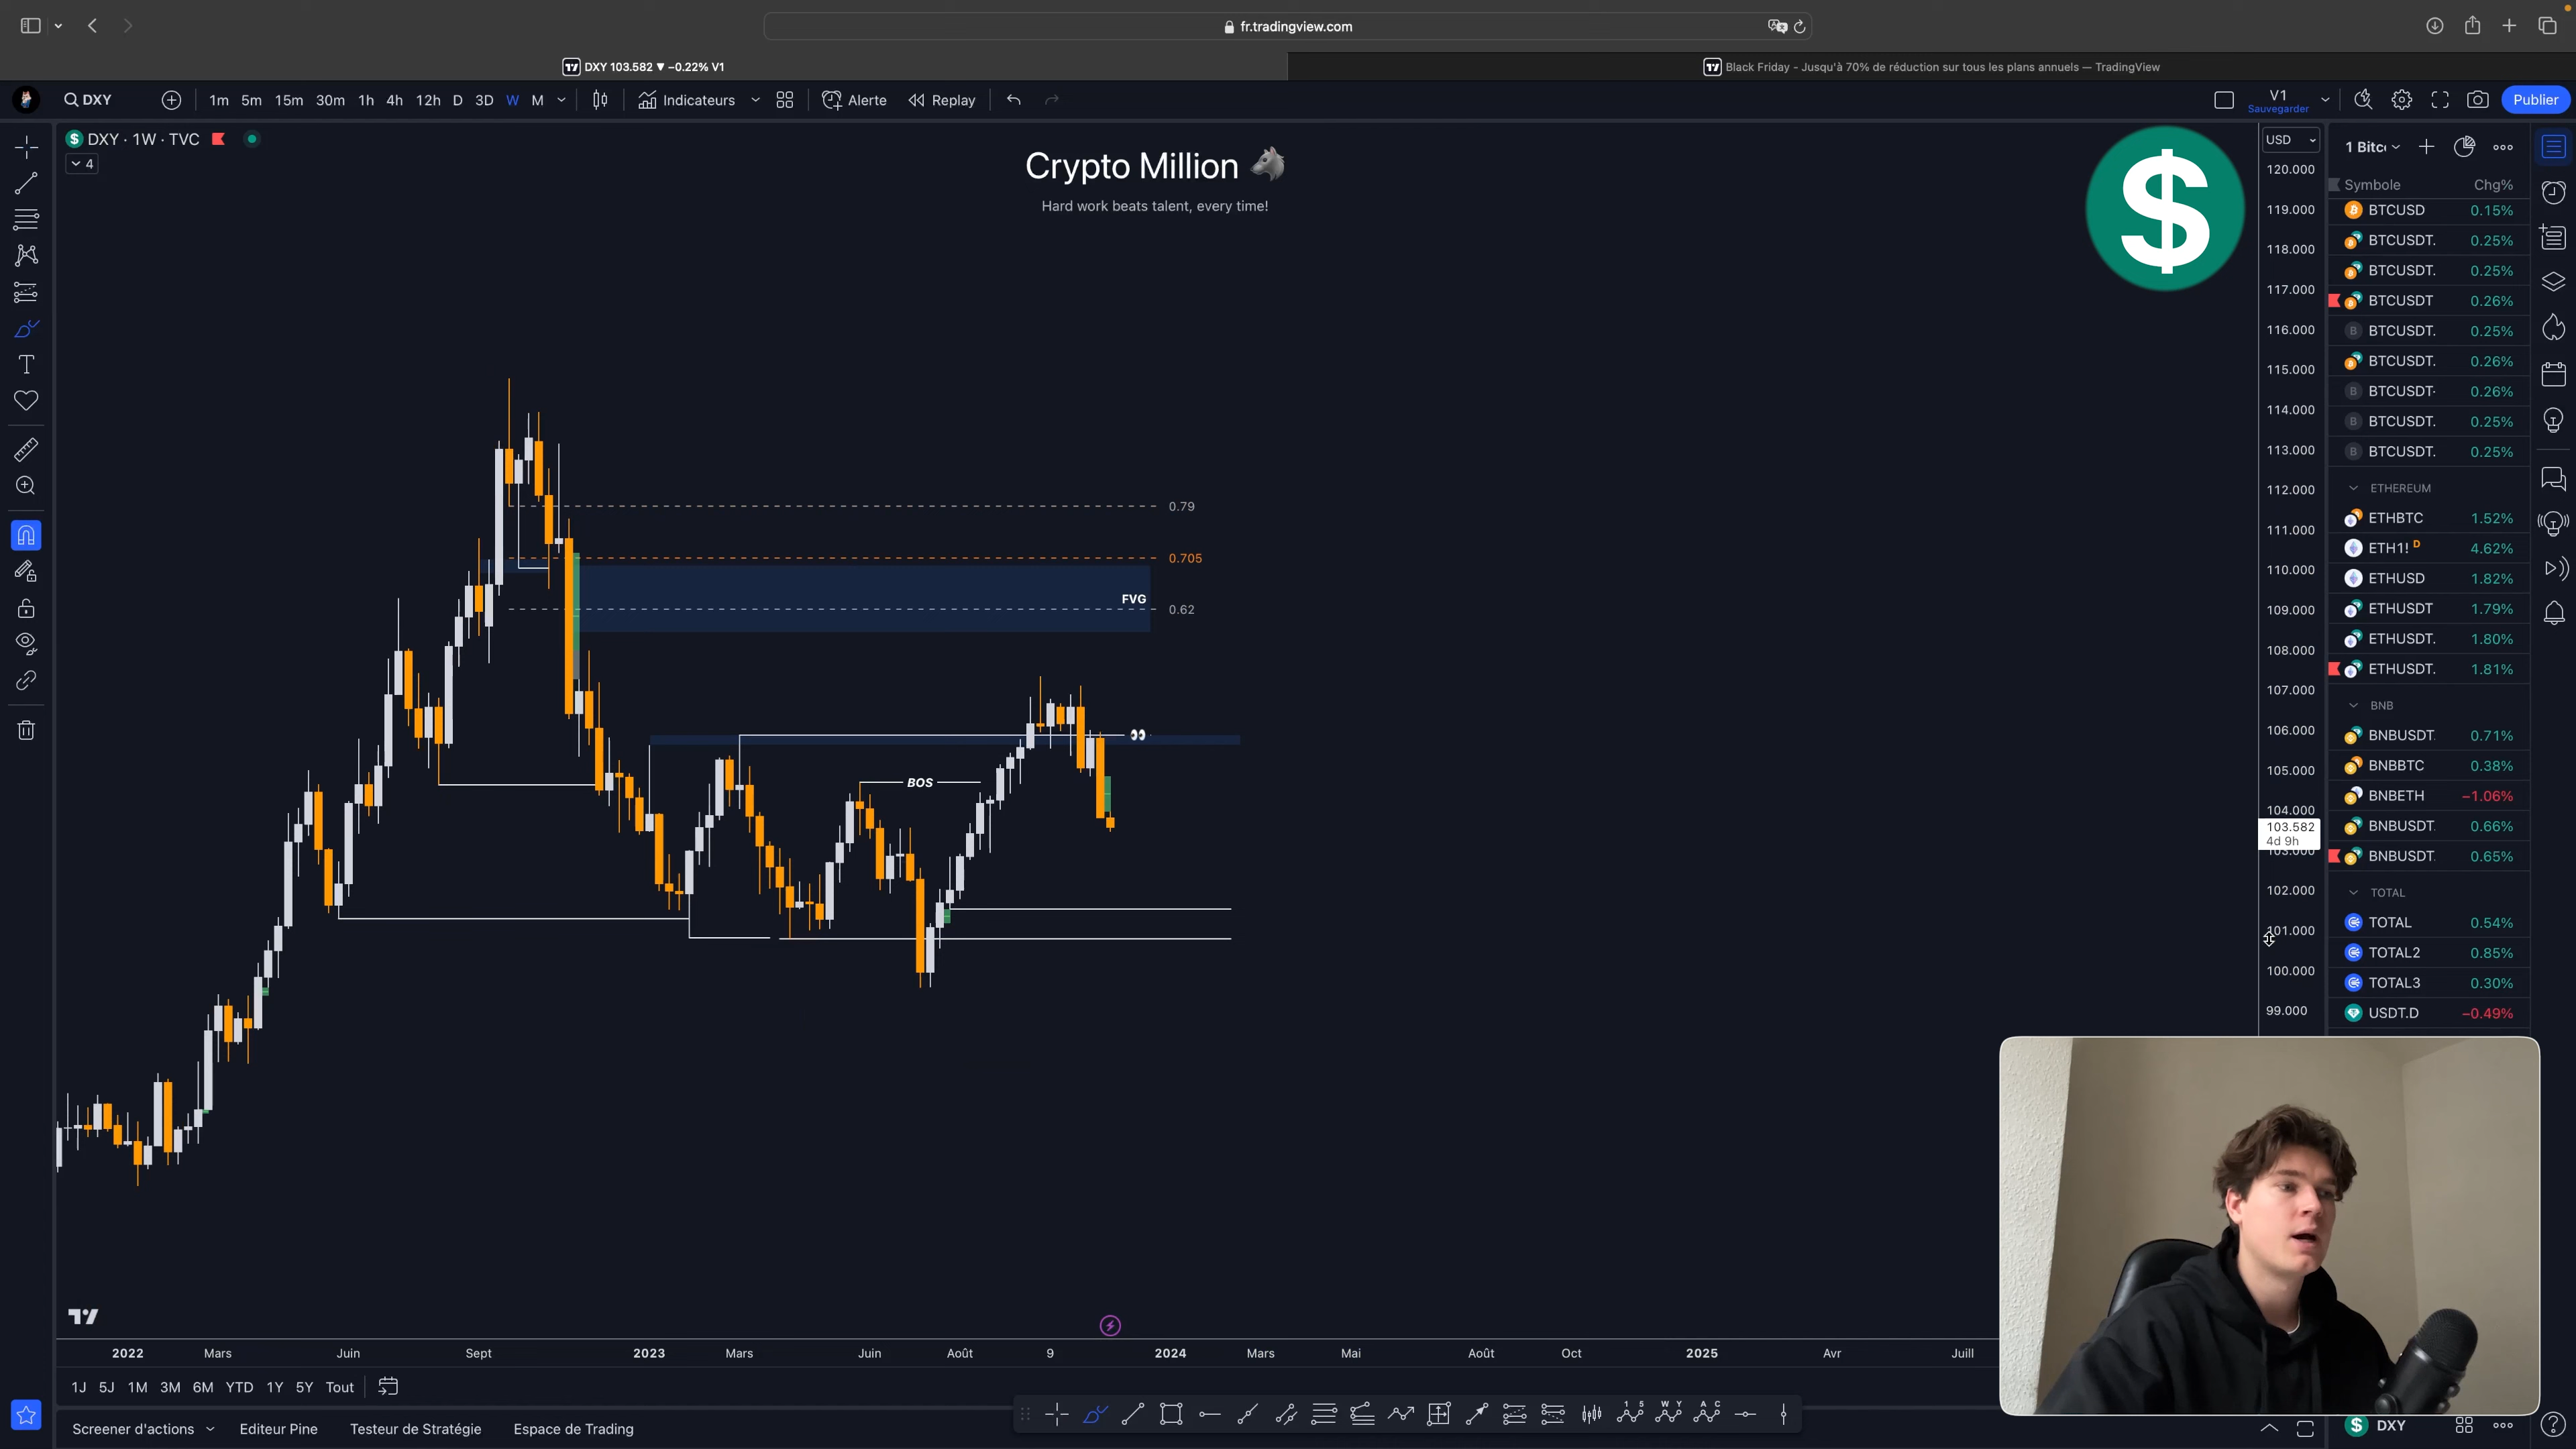 fr.tradingview.com
DXY 103.582 ▼ −0.22% V1
Black Friday - Jusqu'à 70% de réduction sur tous les plans annuels — TradingView
DXY
1m 5m 15m 30m 1h 4h 12h D 3D W M
Indicateurs
Alerte
Replay
V1
Sauvegarder
Publier
DXY · 1W · TVC
4
Crypto Million
Hard work beats talent, every time!
$
USD
120.000
119.000
118.000
117.000
116.000
115.000
114.000
113.000
112.000
111.000
110.000
109.000
108.000
107.000
106.000
105.000
104.000
103.582
4d 9h
103.000
102.000
101.000
100.000
99.000
0.79
0.705
FVG
0.62
BOS
1 Bitc
Symbole Chg%
BTCUSD 0.15%
BTCUSDT. 0.25%
BTCUSDT. 0.25%
BTCUSDT 0.26%
BTCUSDT. 0.25%
BTCUSDT. 0.26%
BTCUSDT· 0.26%
BTCUSDT. 0.25%
BTCUSDT. 0.25%
ETHEREUM
ETHBTC 1.52%
ETH1! D 4.62%
ETHUSD 1.82%
ETHUSDT 1.79%
ETHUSDT. 1.80%
ETHUSDT. 1.81%
BNB
BNBUSDT 0.71%
BNBBTC 0.38%
BNBETH −1.06%
BNBUSDT 0.66%
BNBUSDT 0.65%
TOTAL
TOTAL 0.54%
TOTAL2 0.85%
TOTAL3 0.30%
USDT.D −0.49%
2022 Mars Juin Sept 2023 Mars Juin Août 9 2024 Mars Mai Août Oct 2025 Avr Juill
1J 5J 1M 3M 6M YTD 1Y 5Y Tout
Screener d'actions Editeur Pine Testeur de Stratégie Espace de Trading
DXY